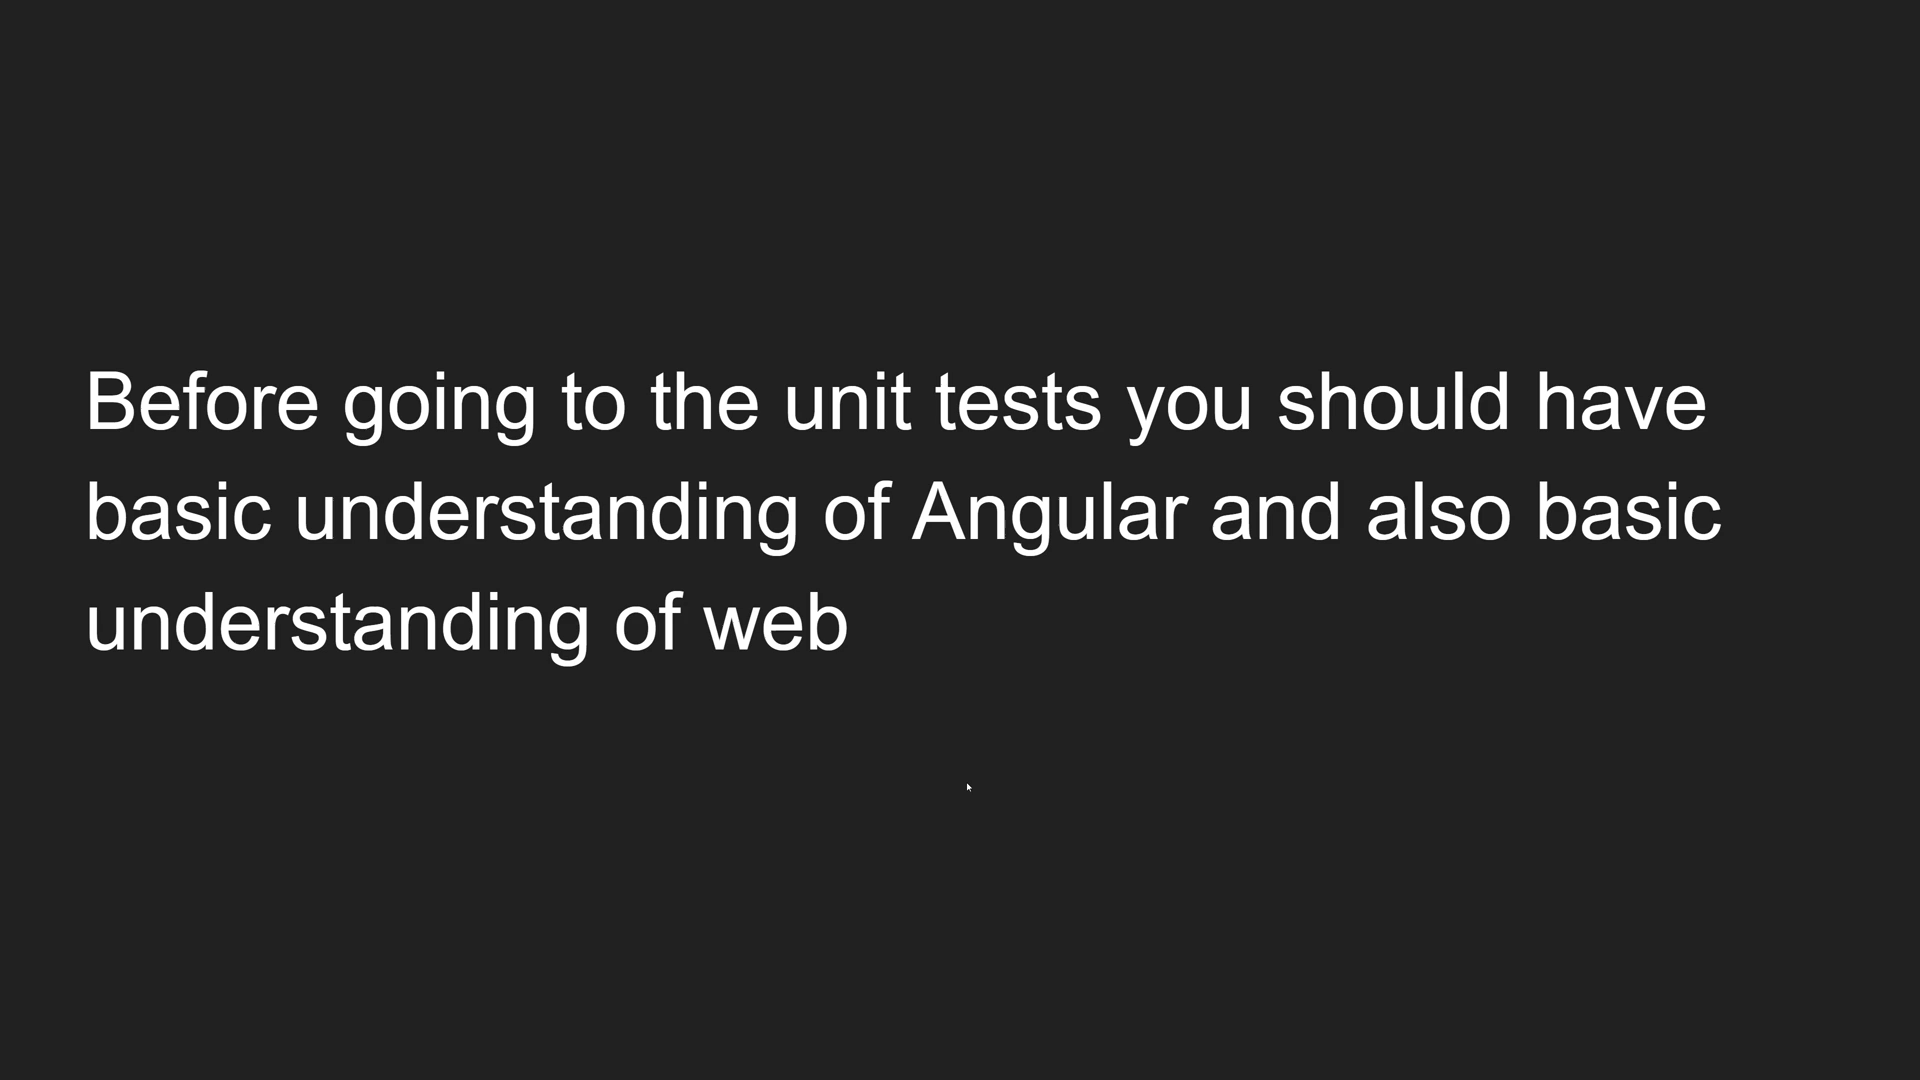 Before going to the unit tests you should have
basic understanding of Angular and also basic
understanding of web